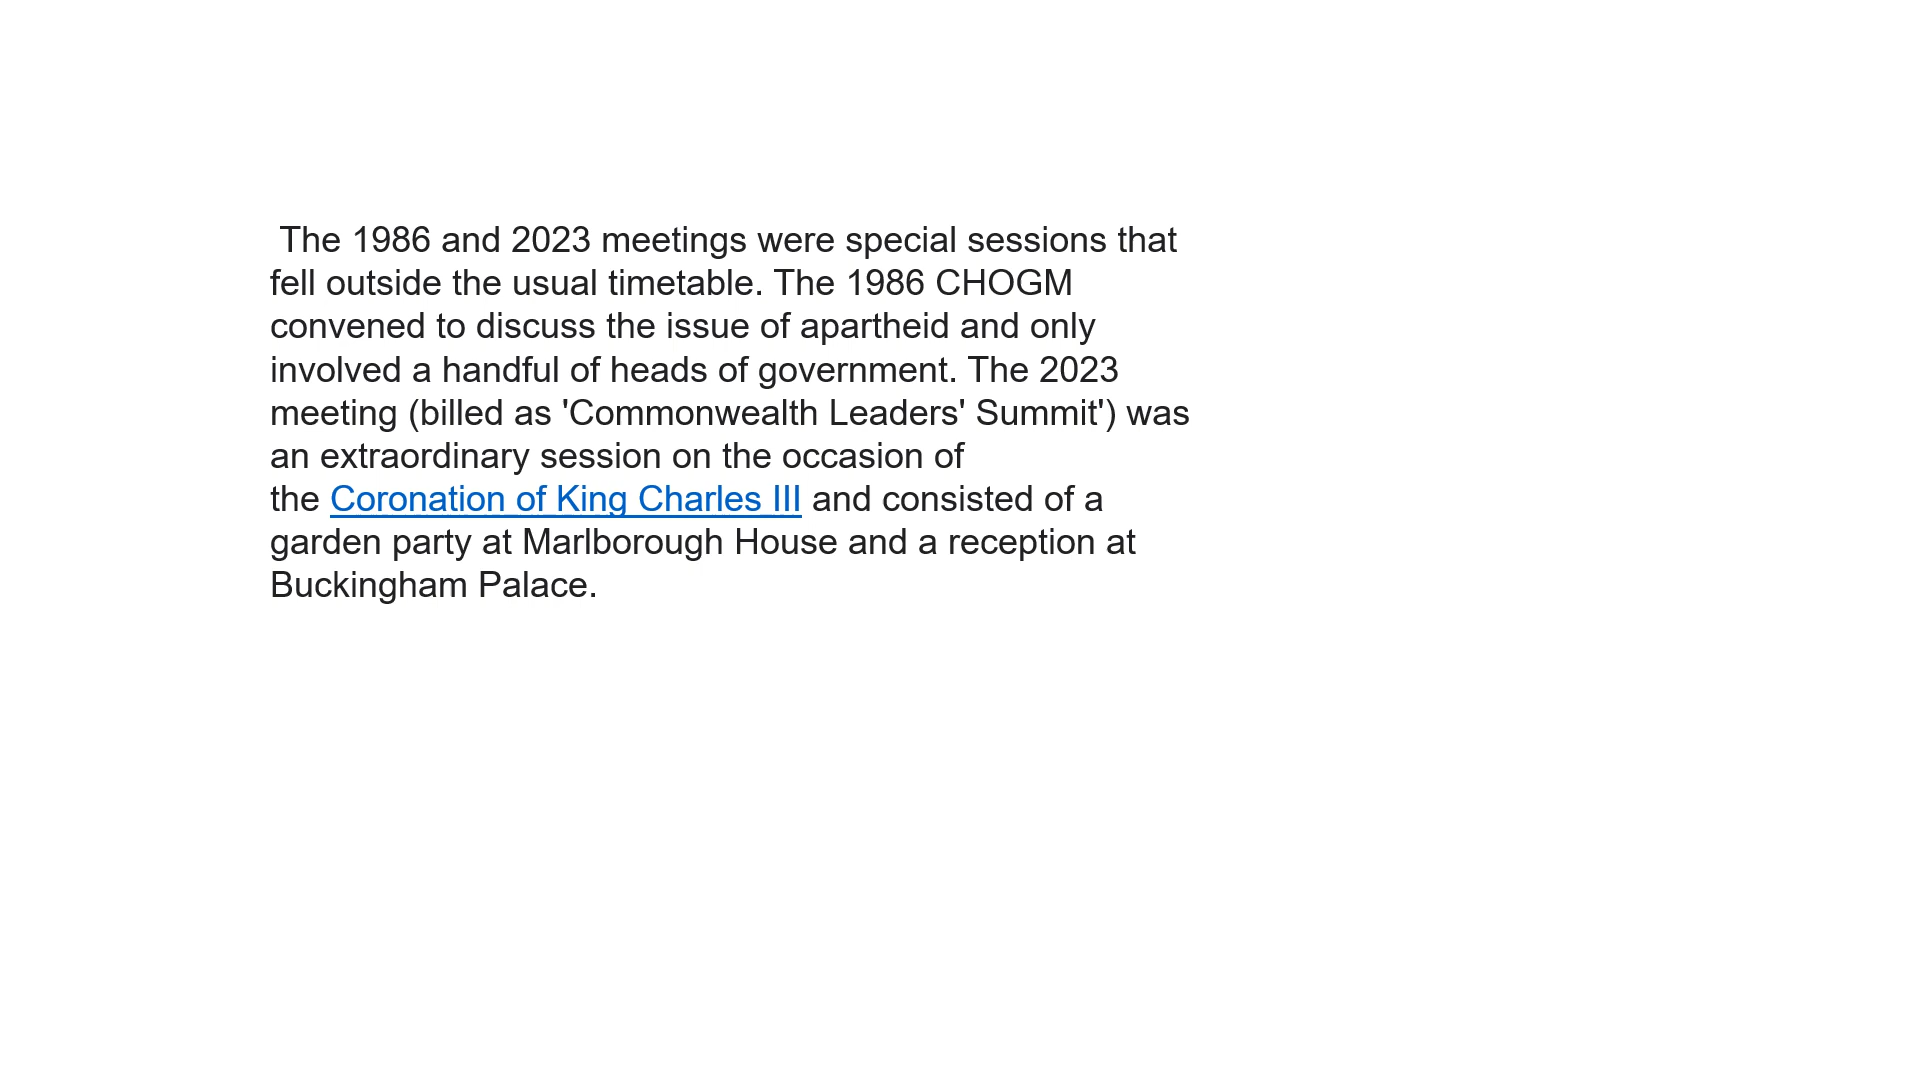 The 1986 and 2023 meetings were special sessions that
fell outside the usual timetable. The 1986 CHOGM
convened to discuss the issue of apartheid and only
involved a handful of heads of government. The 2023
meeting (billed as 'Commonwealth Leaders' Summit') was
an extraordinary session on the occasion of
the Coronation of King Charles III and consisted of a
garden party at Marlborough House and a reception at
Buckingham Palace.